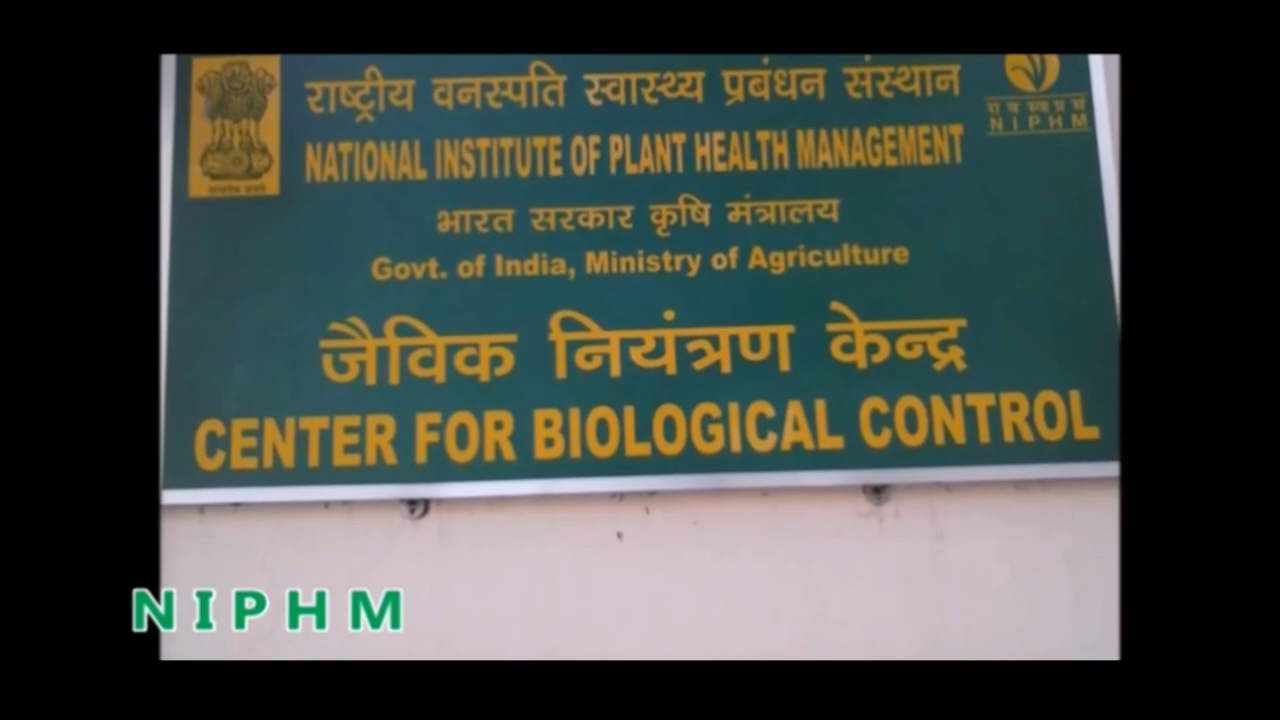 राष्ट्रीय वनस्पति स्वास्थ्य प्रबंधन संस्थान
रा व स्वा प्र सं
NIPHM
NATIONAL INSTITUTE OF PLANT HEALTH MANAGEMENT
भारत सरकार कृषि मंत्रालय
Govt. of India, Ministry of Agriculture
जैविक नियंत्रण केन्द्र
CENTER FOR BIOLOGICAL CONTROL
NIPHM